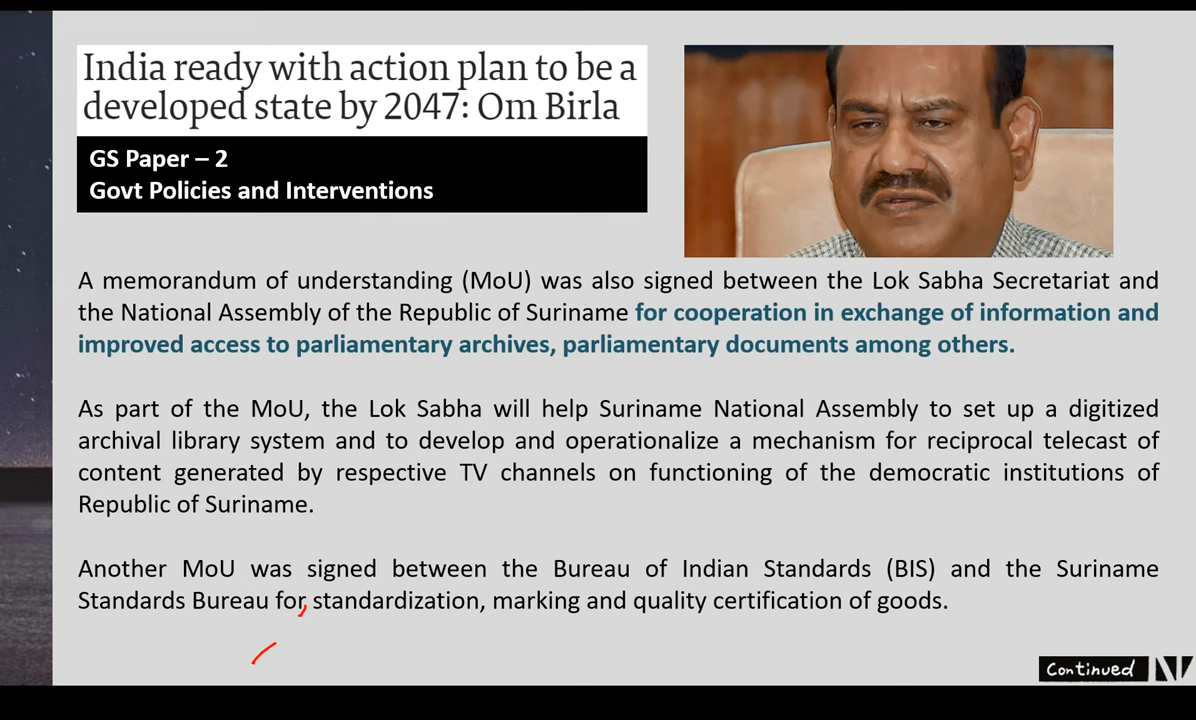 India ready with action plan to be a
developed state by 2047: Om Birla
GS Paper – 2
Govt Policies and Interventions
A memorandum of understanding (MoU) was also signed between the Lok Sabha Secretariat and
the National Assembly of the Republic of Suriname for cooperation in exchange of information and
improved access to parliamentary archives, parliamentary documents among others.
As part of the MoU, the Lok Sabha will help Suriname National Assembly to set up a digitized
archival library system and to develop and operationalize a mechanism for reciprocal telecast of
content generated by respective TV channels on functioning of the democratic institutions of
Republic of Suriname.
Another MoU was signed between the Bureau of Indian Standards (BIS) and the Suriname
Standards Bureau for standardization, marking and quality certification of goods.
Continued